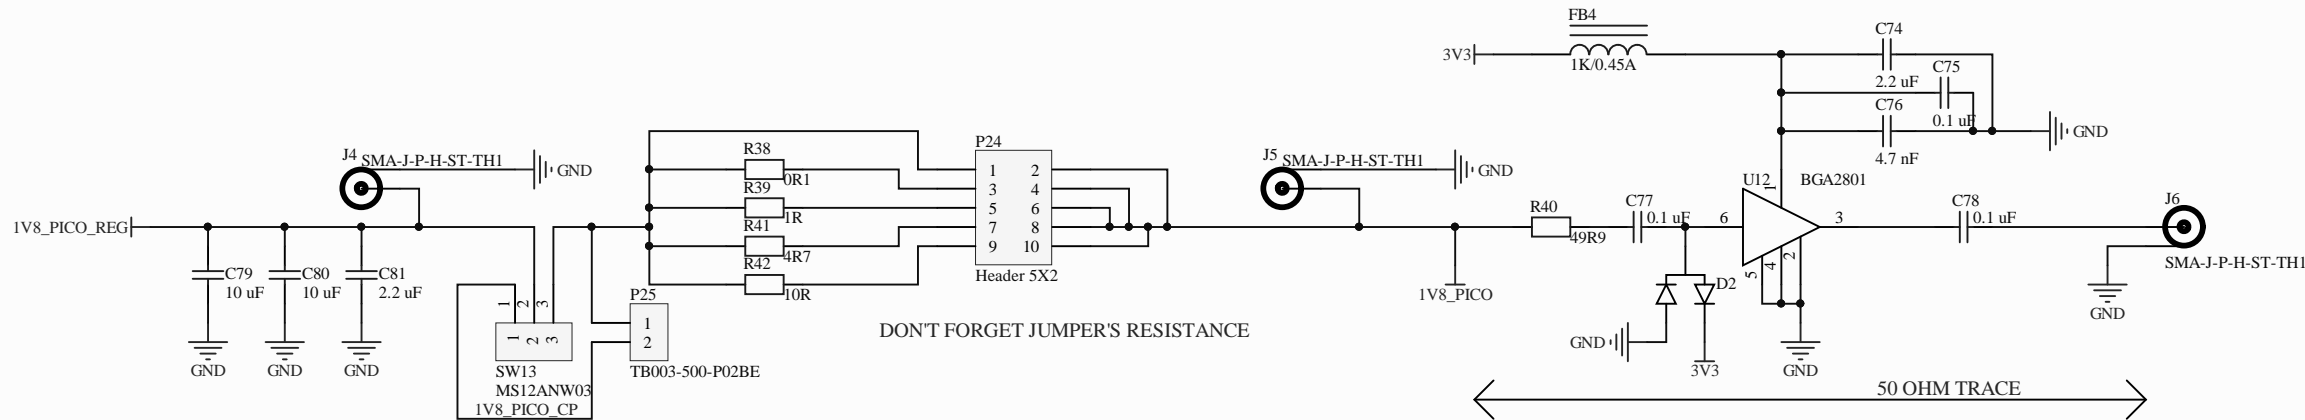 FB4
3V3
1K/0.45A
C74
2.2 uF
C75
0.1 uF
C76
4.7 nF
GND
J4
SMA-J-P-H-ST-TH1
GND
1V8_PICO_REG
C79
10 uF
GND
C80
10 uF
GND
C81
2.2 uF
GND
1
2
3
1
2
3
SW13
MS12ANW03
1V8_PICO_CP
P25
1
2
TB003-500-P02BE
R38
0R1
R39
1R
R41
4R7
R42
10R
P24
1
2
3
4
5
6
7
8
9
10
Header 5X2
DON'T FORGET JUMPER'S RESISTANCE
J5
SMA-J-P-H-ST-TH1
GND
1V8_PICO
R40
49R9
C77
0.1 uF
D2
GND
3V3
U12
BGA2801
1
6
3
5
4
2
GND
C78
0.1 uF
J6
SMA-J-P-H-ST-TH1
GND
50 OHM TRACE